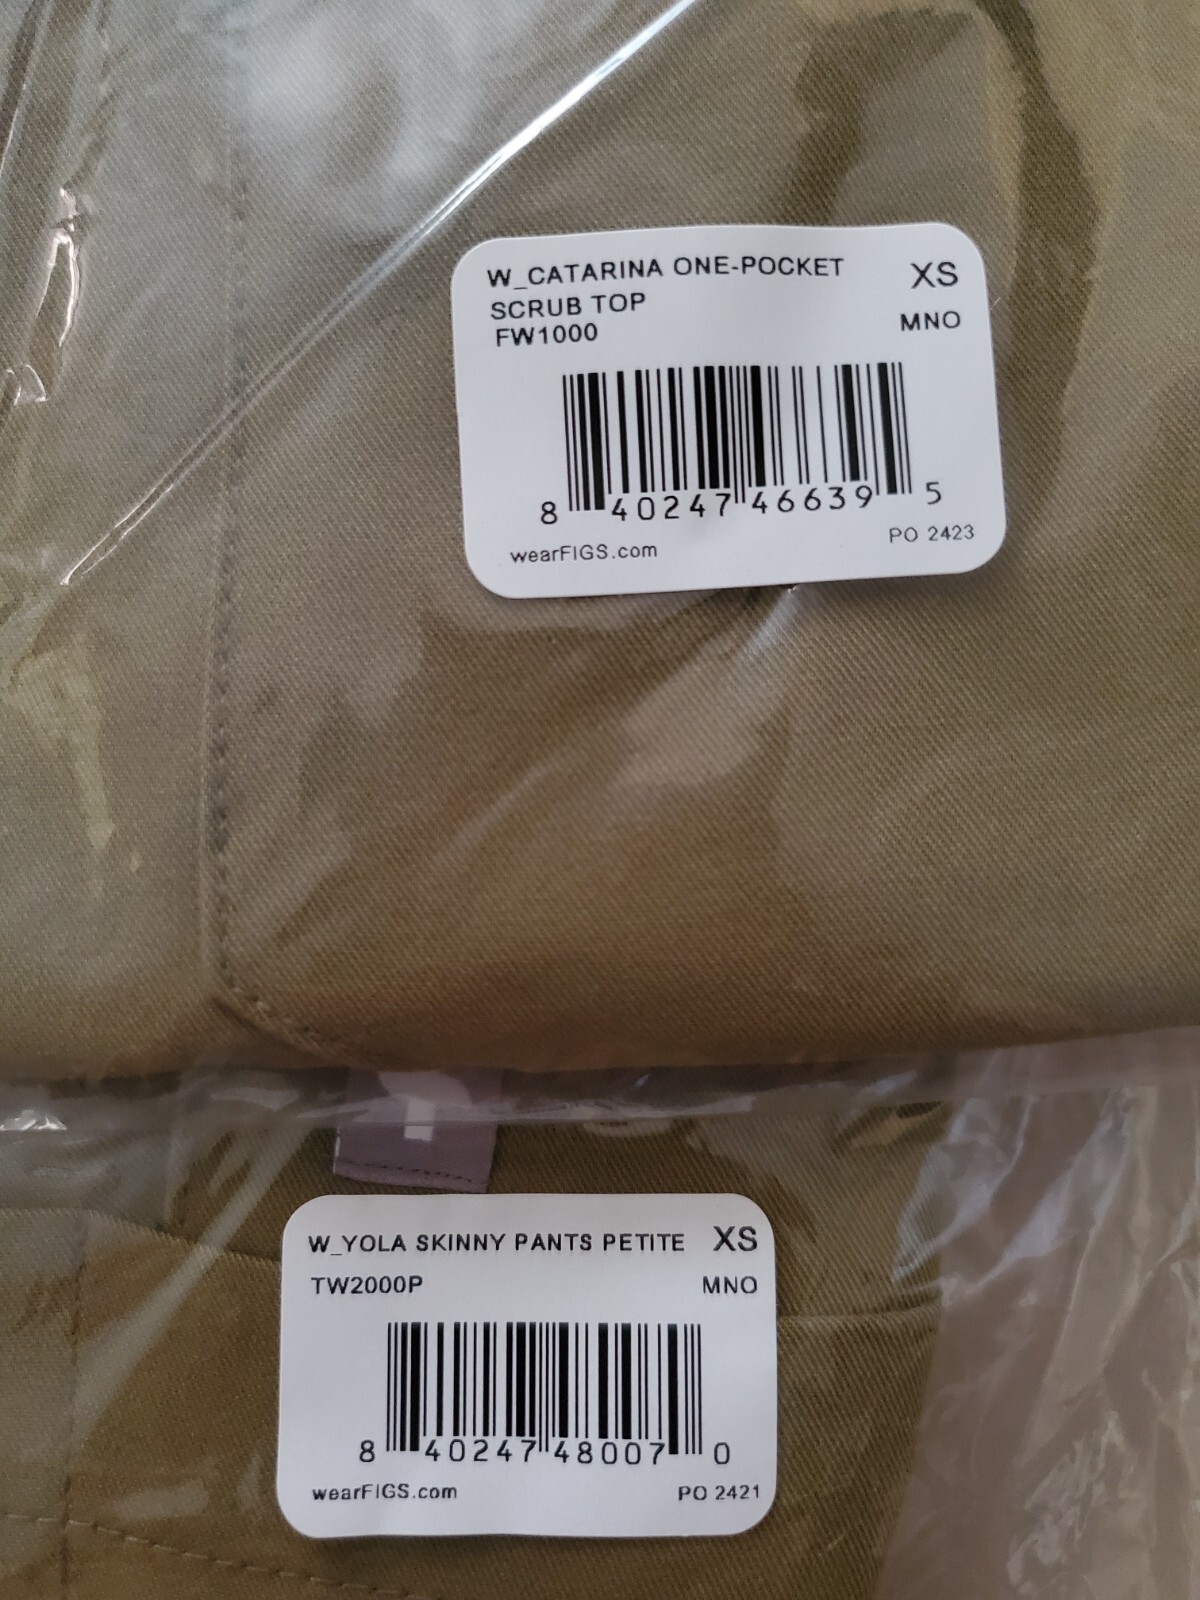 W_CATARINA ONE-POCKET XS
SCRUB TOP
FW1000 MNO
8 40247 46639 5
wearFIGS.com PO 2423
W_YOLA SKINNY PANTS PETITE XS
TW2000P MNO
8 40247 48007 0
wearFIGS.com PO 2421